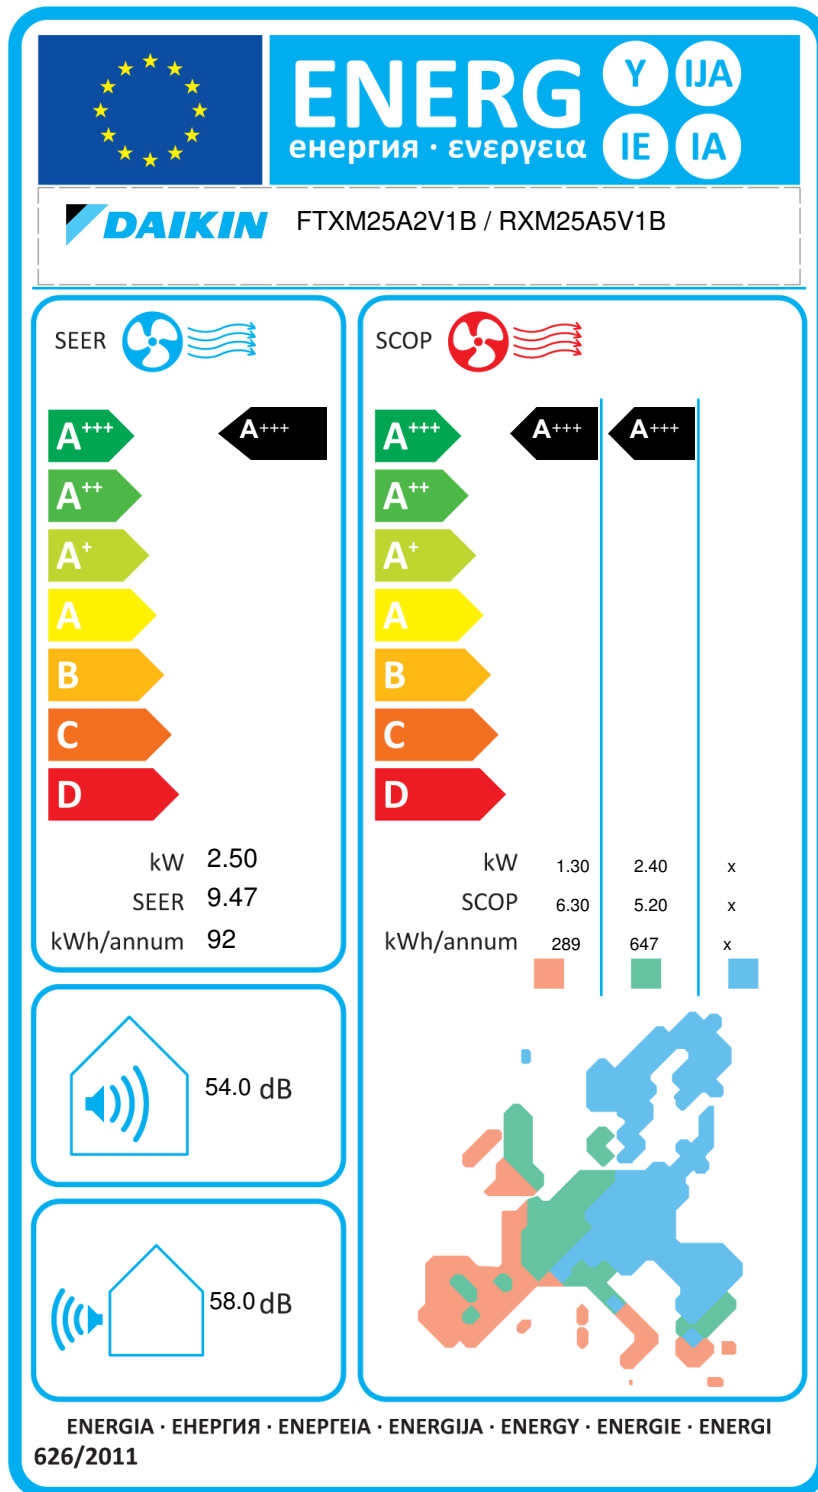 ENERG
енергия · ενεργεια
Y IJA
IE IA
DAIKIN FTXM25A2V1B / RXM25A5V1B
SEER
A+++ A+++
A++
A+
A
B
C
D
kW 2.50
SEER 9.47
kWh/annum 92
SCOP
A+++ A+++ A+++
A++
A+
A
B
C
D
kW 1.30 2.40 x
SCOP 6.30 5.20 x
kWh/annum 289 647 x
54.0 dB
58.0 dB
ENERGIA · ЕНЕРГИЯ · ΕΝΕΡΓΕΙΑ · ENERGIJA · ENERGY · ENERGIE · ENERGI
626/2011